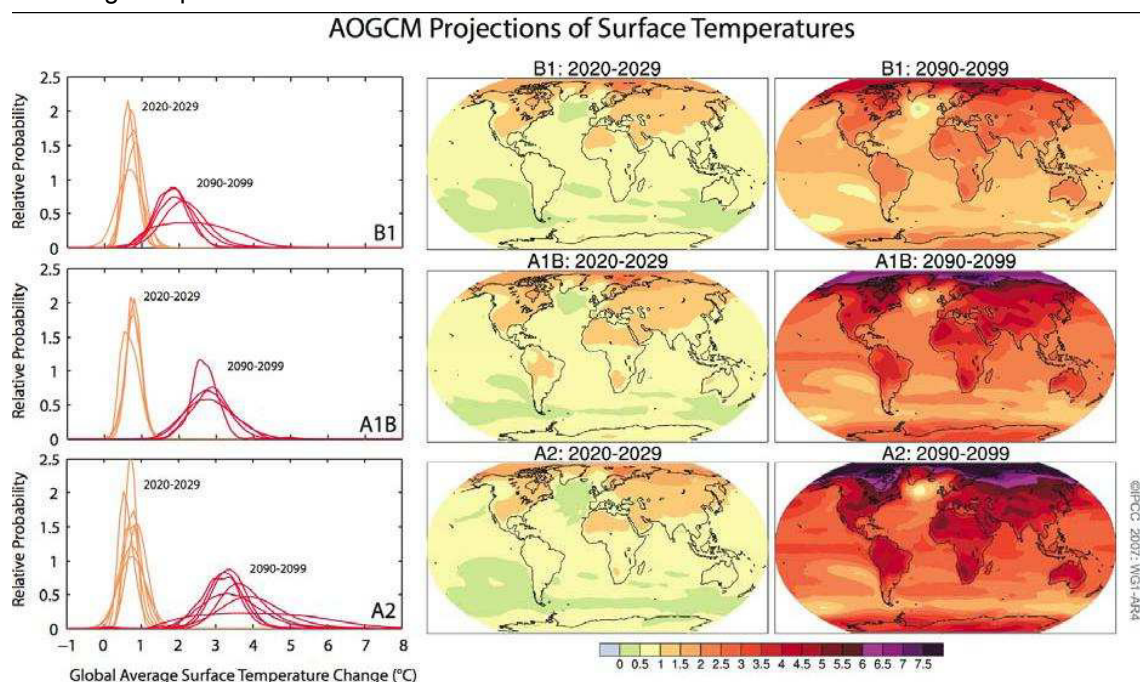 AOGCM Projections of Surface Temperatures
2.5
2
1.5
1
0.5
0
Relative Probability
2020-2029
2090-2099
B1
B1: 2020-2029
B1: 2090-2099
2.5
2
1.5
1
0.5
0
Relative Probability
2020-2029
2090-2099
A1B
A1B: 2020-2029
A1B: 2090-2099
2.5
2
1.5
1
0.5
0
Relative Probability
2020-2029
2090-2099
A2
A2: 2020-2029
A2: 2090-2099
−1 0 1 2 3 4 5 6 7 8
Global Average Surface Temperature Change (°C)
0 0.5 1 1.5 2 2.5 3 3.5 4 4.5 5 5.5 6 6.5 7 7.5
©IPCC 2007: WG1-AR4